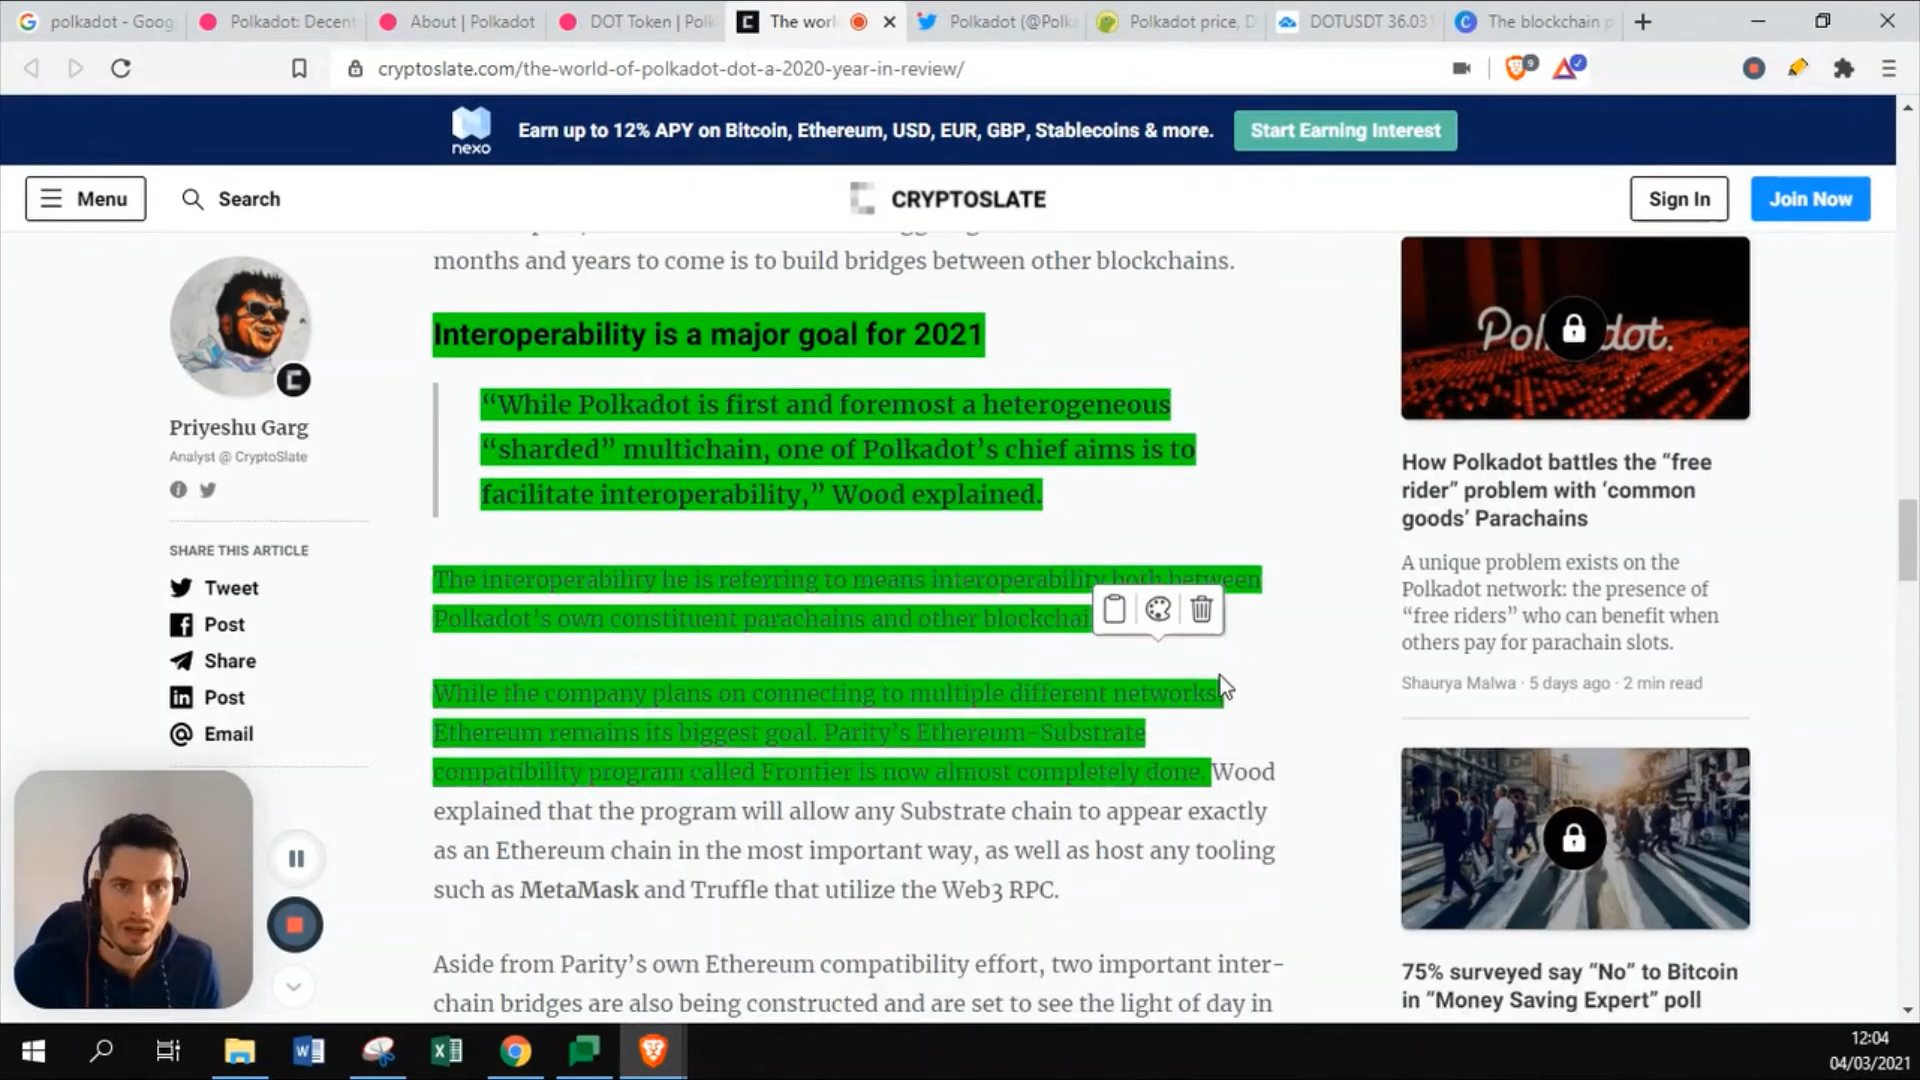 polkadot - Goog
Polkadot: Decent
About | Polkadot
DOT Token | Polk
The worl
Polkadot (@Polk
Polkadot price, D
DOTUSDT 36.031
The blockchain p
cryptoslate.com/the-world-of-polkadot-dot-a-2020-year-in-review/
9
nexo
Earn up to 12% APY on Bitcoin, Ethereum, USD, EUR, GBP, Stablecoins & more.
Start Earning Interest
Menu
Search
CRYPTOSLATE
Sign In
Join Now
months and years to come is to build bridges between other blockchains.
Interoperability is a major goal for 2021
“While Polkadot is first and foremost a heterogeneous
“sharded” multichain, one of Polkadot’s chief aims is to
facilitate interoperability,” Wood explained.
The interoperability he is referring to means interoperability both between
Polkadot’s own constituent parachains and other blockchai
While the company plans on connecting to multiple different networks,
Ethereum remains its biggest goal. Parity’s Ethereum-Substrate
compatibility program called Frontier is now almost completely done. Wood
explained that the program will allow any Substrate chain to appear exactly
as an Ethereum chain in the most important way, as well as host any tooling
such as MetaMask and Truffle that utilize the Web3 RPC.
Aside from Parity’s own Ethereum compatibility effort, two important inter-
chain bridges are also being constructed and are set to see the light of day in
Priyeshu Garg
Analyst @ CryptoSlate
SHARE THIS ARTICLE
Tweet
Post
Share
Post
Email
Polkadot.
How Polkadot battles the “free
rider” problem with ‘common
goods’ Parachains
A unique problem exists on the
Polkadot network: the presence of
“free riders” who can benefit when
others pay for parachain slots.
Shaurya Malwa · 5 days ago · 2 min read
75% surveyed say “No” to Bitcoin
in “Money Saving Expert” poll
12:04
04/03/2021